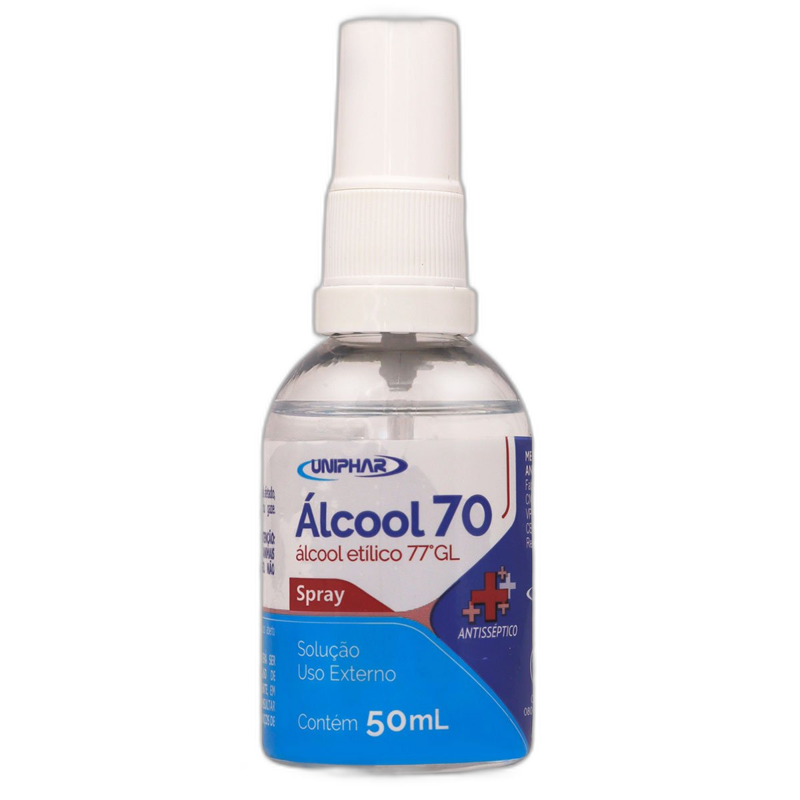 UNIPHAR
Álcool 70
álcool etílico 77°GL
Spray
ANTISSÉPTICO
Solução
Uso Externo
Contém 50mL